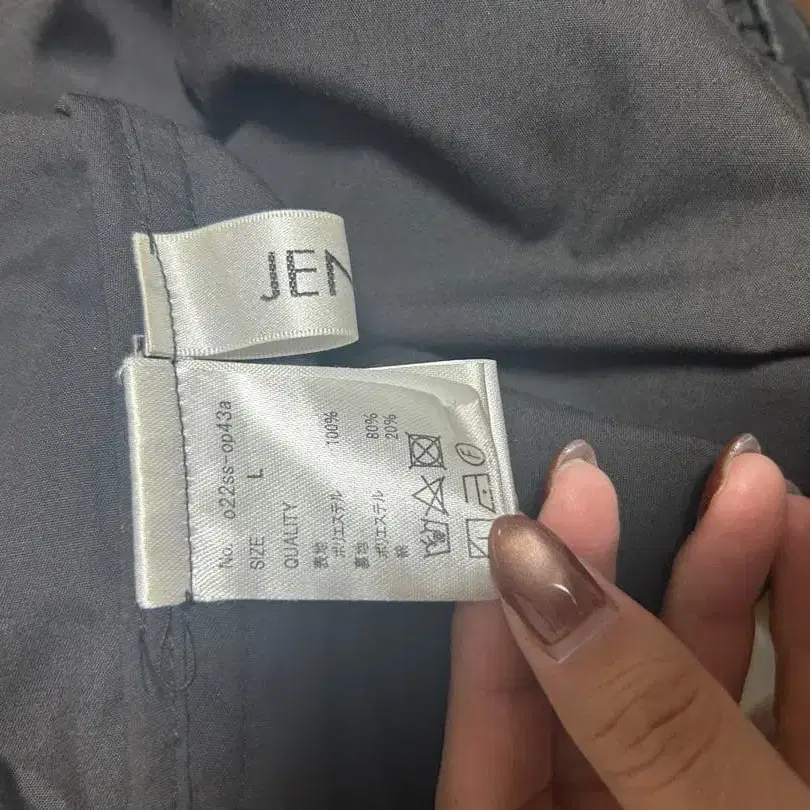 JEN
No. o22ss-op43a
SIZE L
QUALITY
表地
ポリエステル 100%
裏地
ポリエステル 80%
綿 20%
F